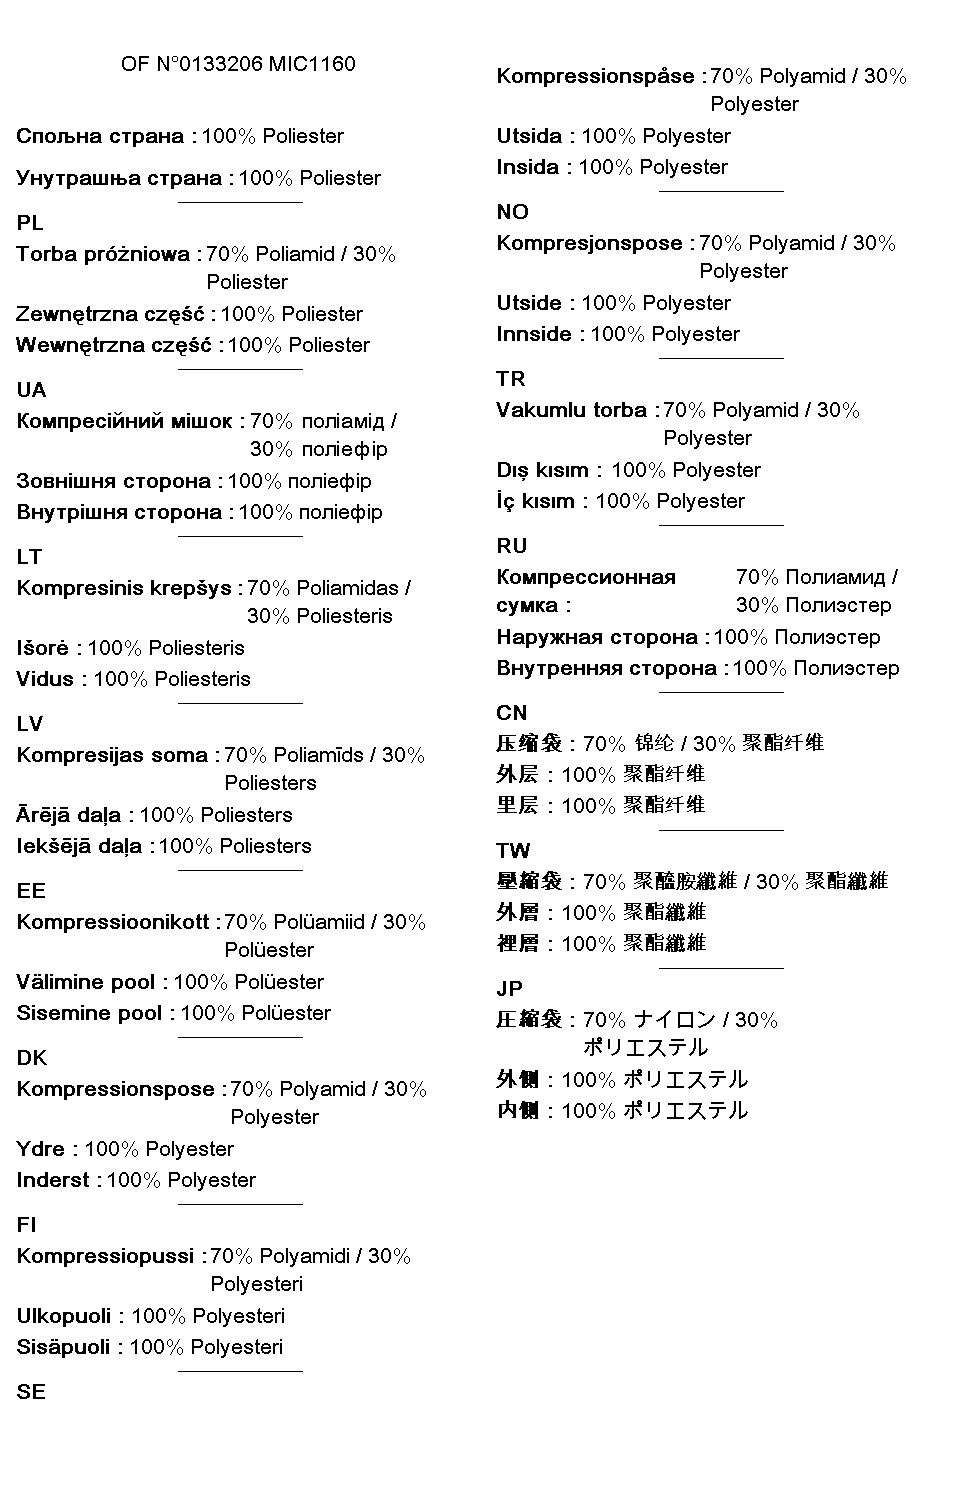 OF N°0133206 MIC1160
Спољна страна : 100% Poliester
Унутрашња страна : 100% Poliester
PL
Torba próżniowa : 70% Poliamid / 30%
Poliester
Zewnętrzna część : 100% Poliester
Wewnętrzna część : 100% Poliester
UA
Компресійний мішок : 70% поліамід /
30% поліефір
Зовнішня сторона : 100% поліефір
Внутрішня сторона : 100% поліефір
LT
Kompresinis krepšys : 70% Poliamidas /
30% Poliesteris
Išorė : 100% Poliesteris
Vidus : 100% Poliesteris
LV
Kompresijas soma : 70% Poliamīds / 30%
Poliesters
Ārējā daļa : 100% Poliesters
Iekšējā daļa : 100% Poliesters
EE
Kompressioonikott : 70% Polüamiid / 30%
Polüester
Välimine pool : 100% Polüester
Sisemine pool : 100% Polüester
DK
Kompressionspose : 70% Polyamid / 30%
Polyester
Ydre : 100% Polyester
Inderst : 100% Polyester
FI
Kompressiopussi : 70% Polyamidi / 30%
Polyesteri
Ulkopuoli : 100% Polyesteri
Sisäpuoli : 100% Polyesteri
SE
Kompressionspåse : 70% Polyamid / 30%
Polyester
Utsida : 100% Polyester
Insida : 100% Polyester
NO
Kompresjonspose : 70% Polyamid / 30%
Polyester
Utside : 100% Polyester
Innside : 100% Polyester
TR
Vakumlu torba : 70% Polyamid / 30%
Polyester
Dış kısım : 100% Polyester
İç kısım : 100% Polyester
RU
Компрессионная 70% Полиамид /
сумка : 30% Полиэстер
Наружная сторона : 100% Полиэстер
Внутренняя сторона : 100% Полиэстер
CN
压缩袋 : 70% 锦纶 / 30% 聚酯纤维
外层 : 100% 聚酯纤维
里层 : 100% 聚酯纤维
TW
壓縮袋 : 70% 聚醯胺纖維 / 30% 聚酯纖維
外層 : 100% 聚酯纖維
裡層 : 100% 聚酯纖維
JP
圧縮袋 : 70% ナイロン / 30%
ポリエステル
外側 : 100% ポリエステル
内側 : 100% ポリエステル